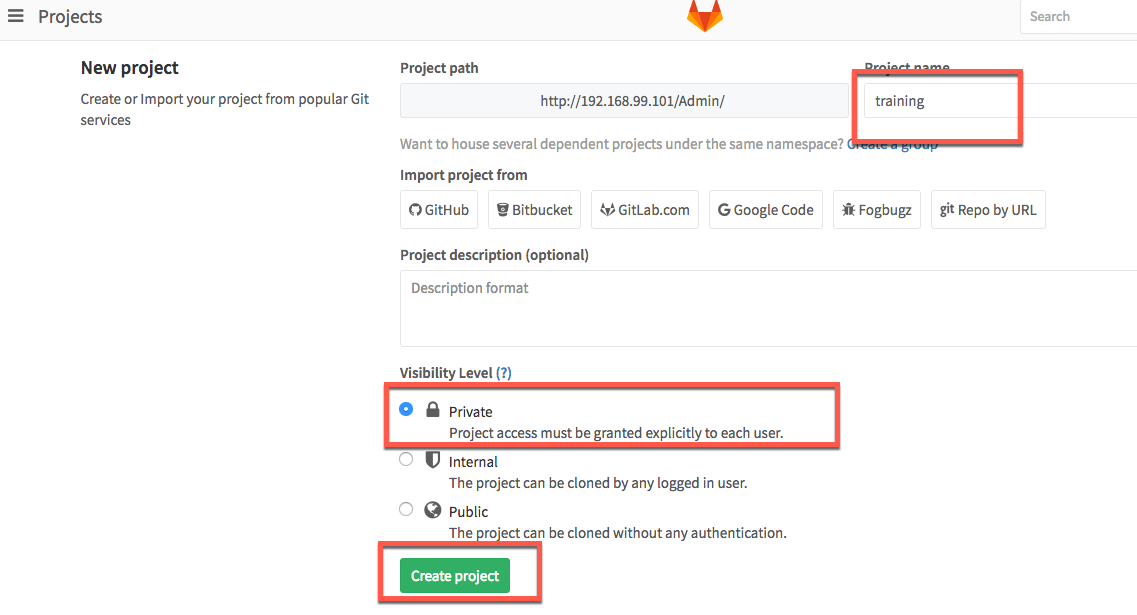 Projects
Search
New project
Create or Import your project from popular Git
services
Project path
Project name
http://192.168.99.101/Admin/
training
Want to house several dependent projects under the same namespace? Create a group
Import project from
GitHub
Bitbucket
GitLab.com
Google Code
Fogbugz
git Repo by URL
Project description (optional)
Description format
Visibility Level (?)
Private
Project access must be granted explicitly to each user.
Internal
The project can be cloned by any logged in user.
Public
The project can be cloned without any authentication.
Create project